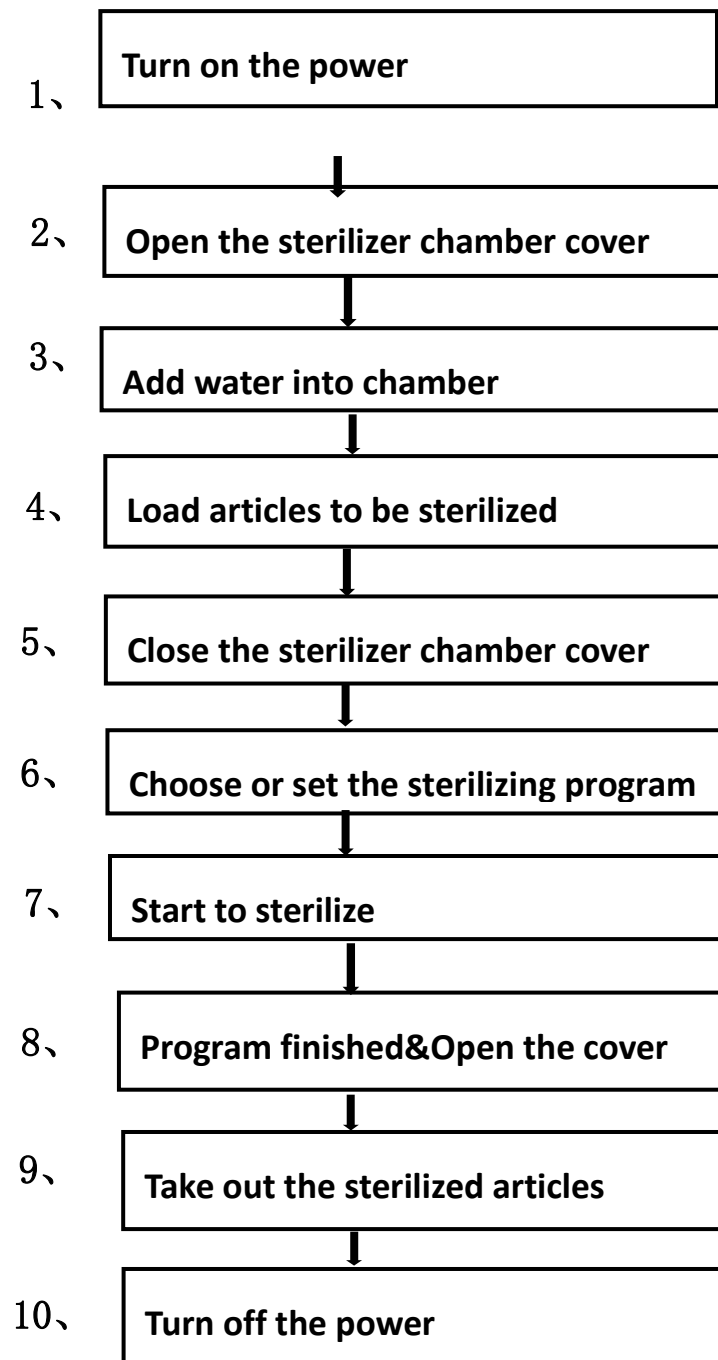 1、 Turn on the power
2、 Open the sterilizer chamber cover
3、 Add water into chamber
4、 Load articles to be sterilized
5、 Close the sterilizer chamber cover
6、 Choose or set the sterilizing program
7、 Start to sterilize
8、 Program finished&Open the cover
9、 Take out the sterilized articles
10、 Turn off the power